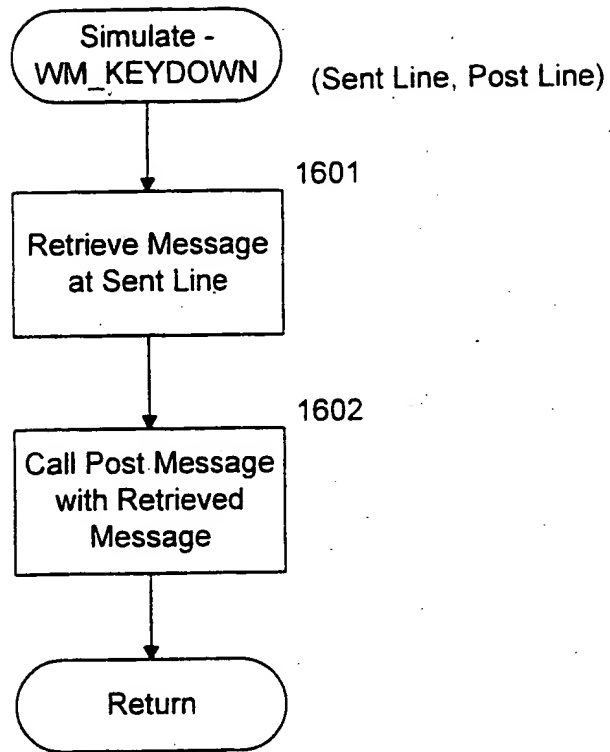 Simulate -
WM_KEYDOWN
(Sent Line, Post Line)
1601
Retrieve Message
at Sent Line
1602
Call Post Message
with Retrieved
Message
Return